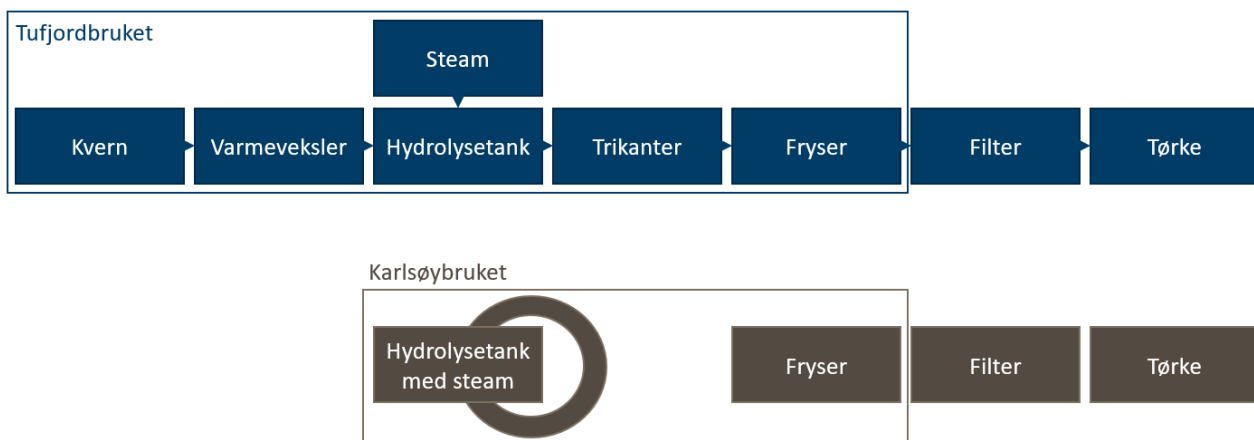 Tufjordbruket
Steam
Kvern
Varmeveksler
Hydrolysetank
Trikanter
Fryser
Filter
Tørke
Karlsøybruket
Hydrolysetank
med steam
Fryser
Filter
Tørke